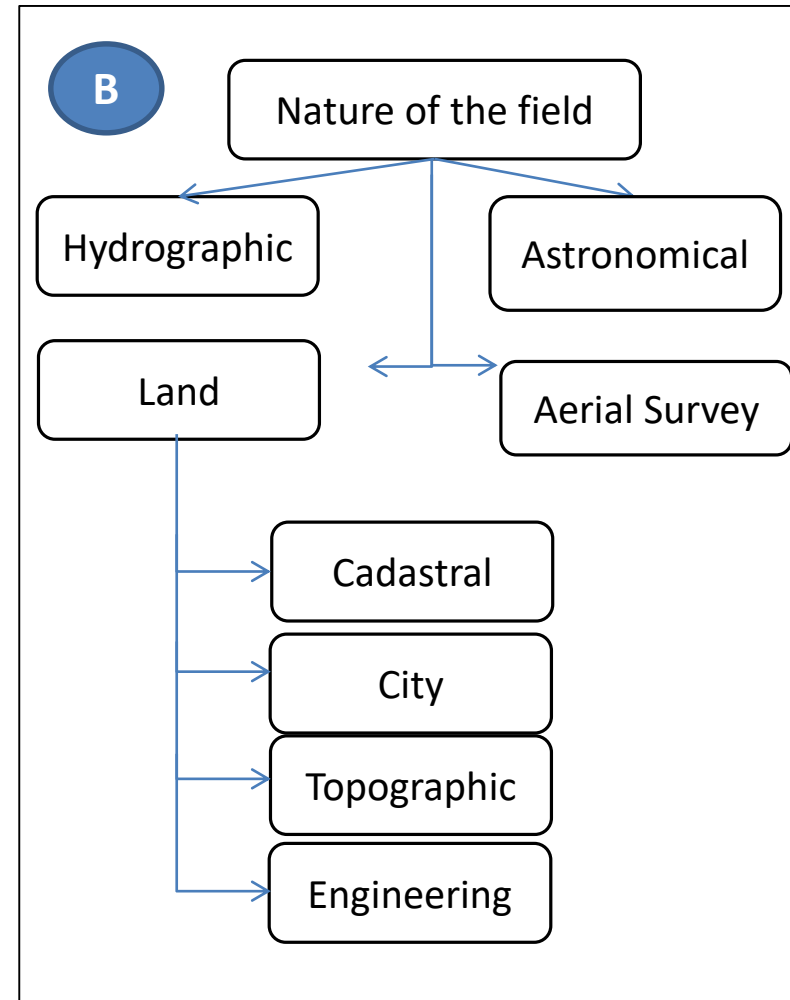 B
Nature of the field
Hydrographic
Astronomical
Land
Aerial Survey
Cadastral
City
Topographic
Engineering